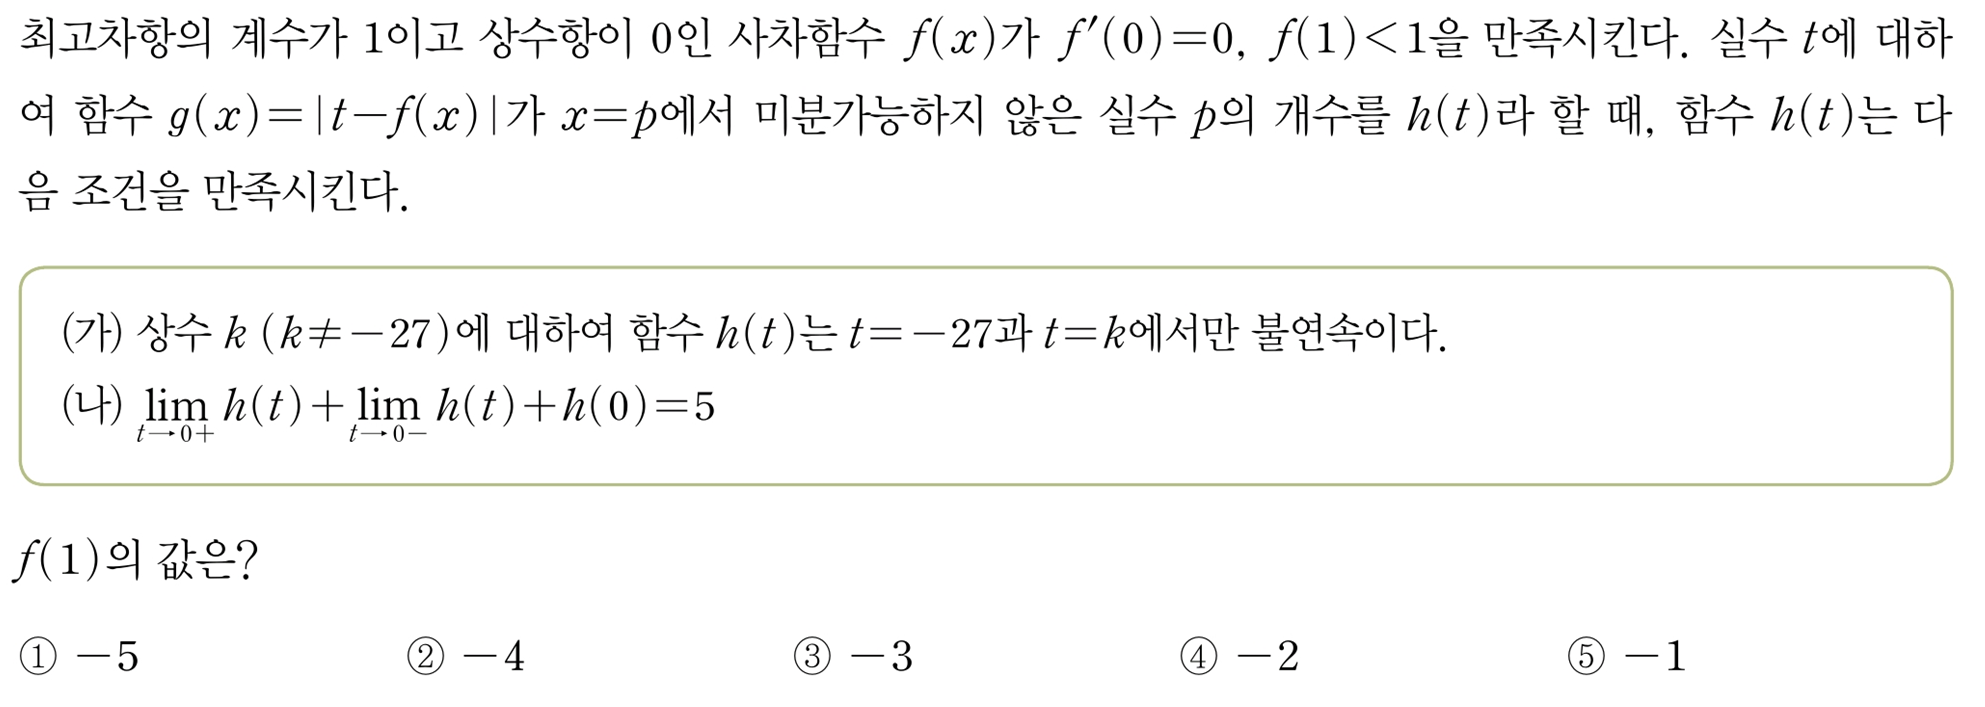 최고차항의 계수가 1이고 상수항이 0인 사차함수 f(x)가 f′(0)=0, f(1)<1을 만족시킨다. 실수 t에 대하
여 함수 g(x)=|t−f(x)|가 x=p에서 미분가능하지 않은 실수 p의 개수를 h(t)라 할 때, 함수 h(t)는 다
음 조건을 만족시킨다.
(가) 상수 k (k≠−27)에 대하여 함수 h(t)는 t=−27과 t=k에서만 불연속이다.
(나) lim_{t→0+} h(t)+lim_{t→0−} h(t)+h(0)=5
f(1)의 값은?
① −5 ② −4 ③ −3 ④ −2 ⑤ −1